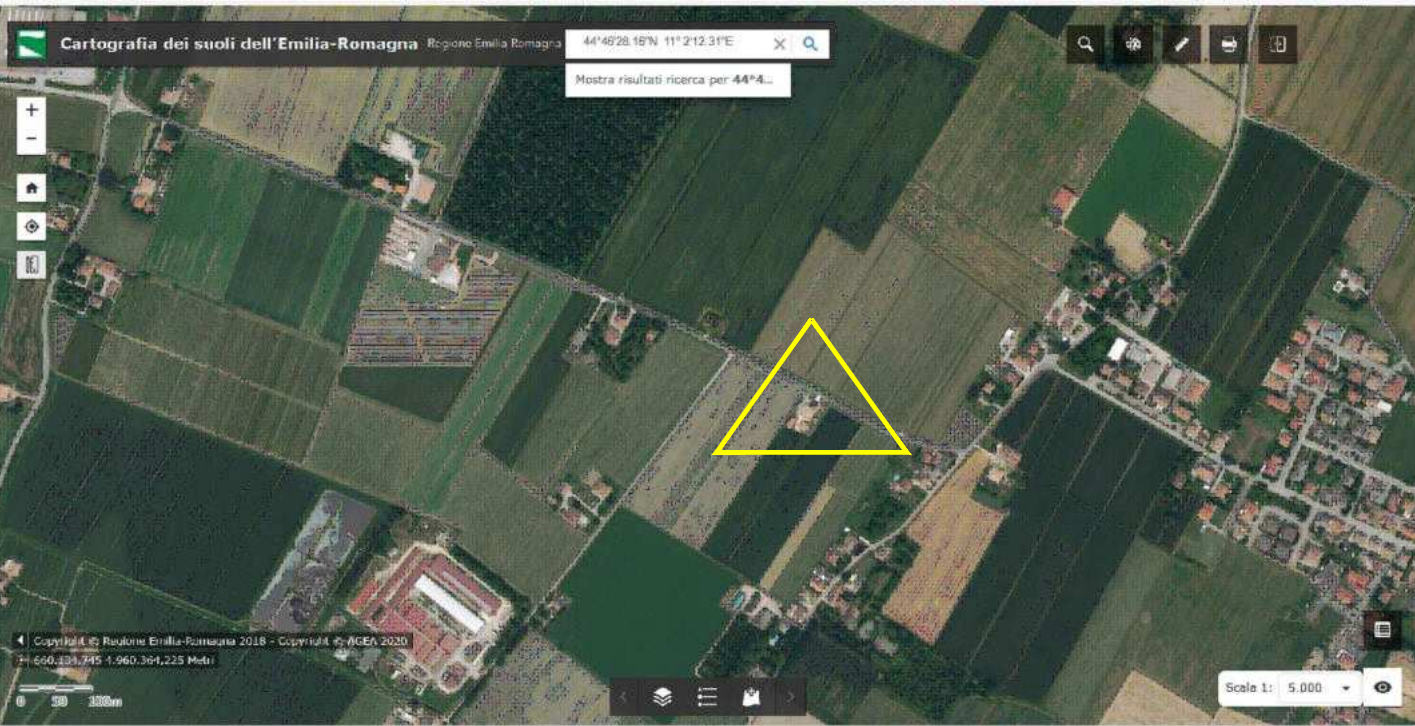 Cartografia dei suoli dell'Emilia-Romagna Regione Emilia Romagna
44°46'28.16"N 11° 2'12.31"E
Mostra risultati ricerca per 44°4...
+
−
Copyright © Regione Emilia-Romagna 2018 - Copyright © AGEA 2020
660.134,745 4.960.364,225 Metri
0 50 100m
Scala 1: 5.000